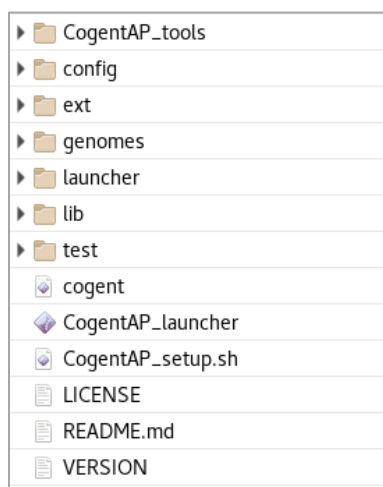 CogentAP_tools
config
ext
genomes
launcher
lib
test
cogent
CogentAP_launcher
CogentAP_setup.sh
LICENSE
README.md
VERSION